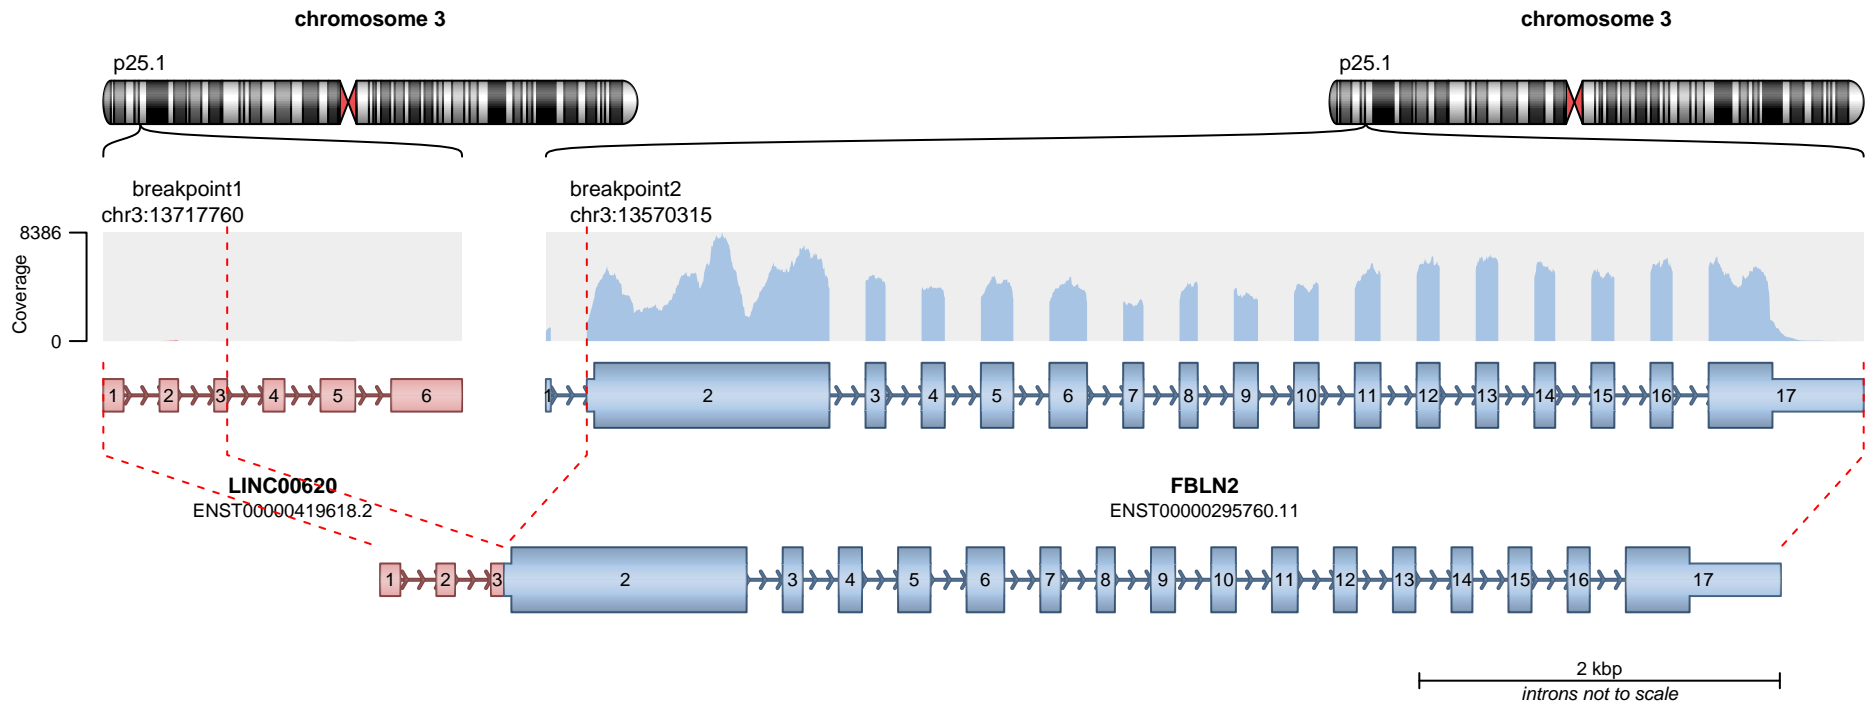 chromosome 3
chromosome 3
p25.1
p25.1
breakpoint1
chr3:13717760
breakpoint2
chr3:13570315
8386
Coverage
0
1 2 3 4 5 6
1 2 3 4 5 6 7 8 9 10 11 12 13 14 15 16 17
LINC00620
ENST00000419618.2
FBLN2
ENST00000295760.11
1 2 3 2 3 4 5 6 7 8 9 10 11 12 13 14 15 16 17
2 kbp
introns not to scale